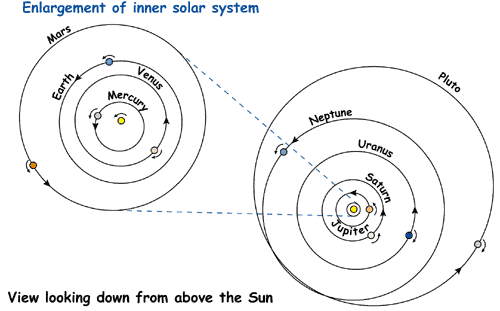 Enlargement of inner solar system
Mars
Earth
Venus
Mercury
Pluto
Neptune
Uranus
Saturn
Jupiter
View looking down from above the Sun